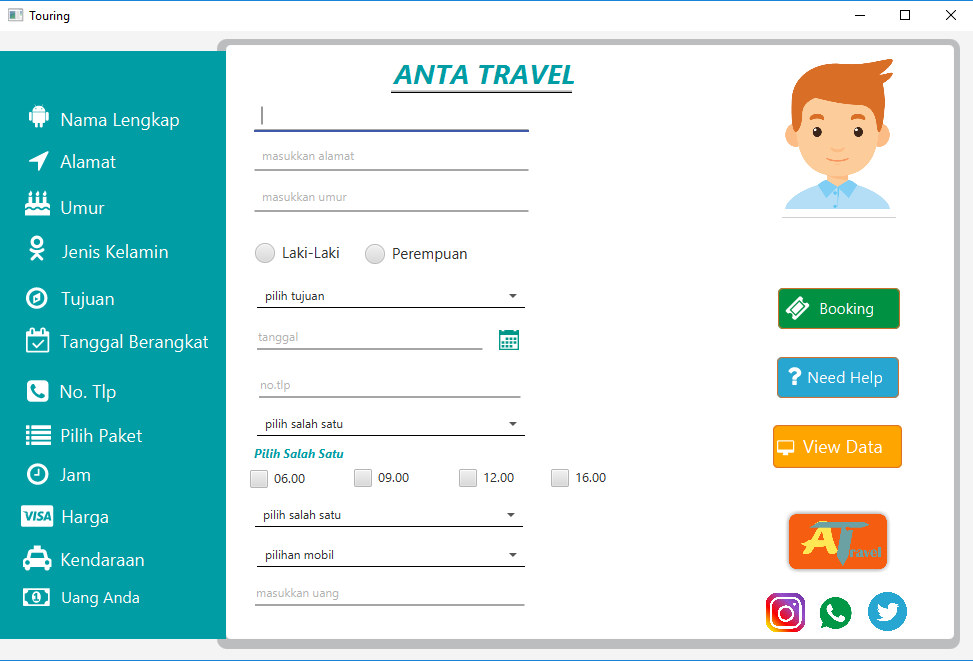 Touring
ANTA TRAVEL
Nama Lengkap
Alamat
masukkan alamat
Umur
masukkan umur
Jenis Kelamin
Laki-Laki
Perempuan
Tujuan
pilih tujuan
Tanggal Berangkat
tanggal
No. Tlp
no.tlp
Pilih Paket
pilih salah satu
Pilih Salah Satu
Jam
06.00
09.00
12.00
16.00
VISA
Harga
pilih salah satu
Kendaraan
pilihan mobil
1
Uang Anda
masukkan uang
Booking
? Need Help
View Data
AT
ravel